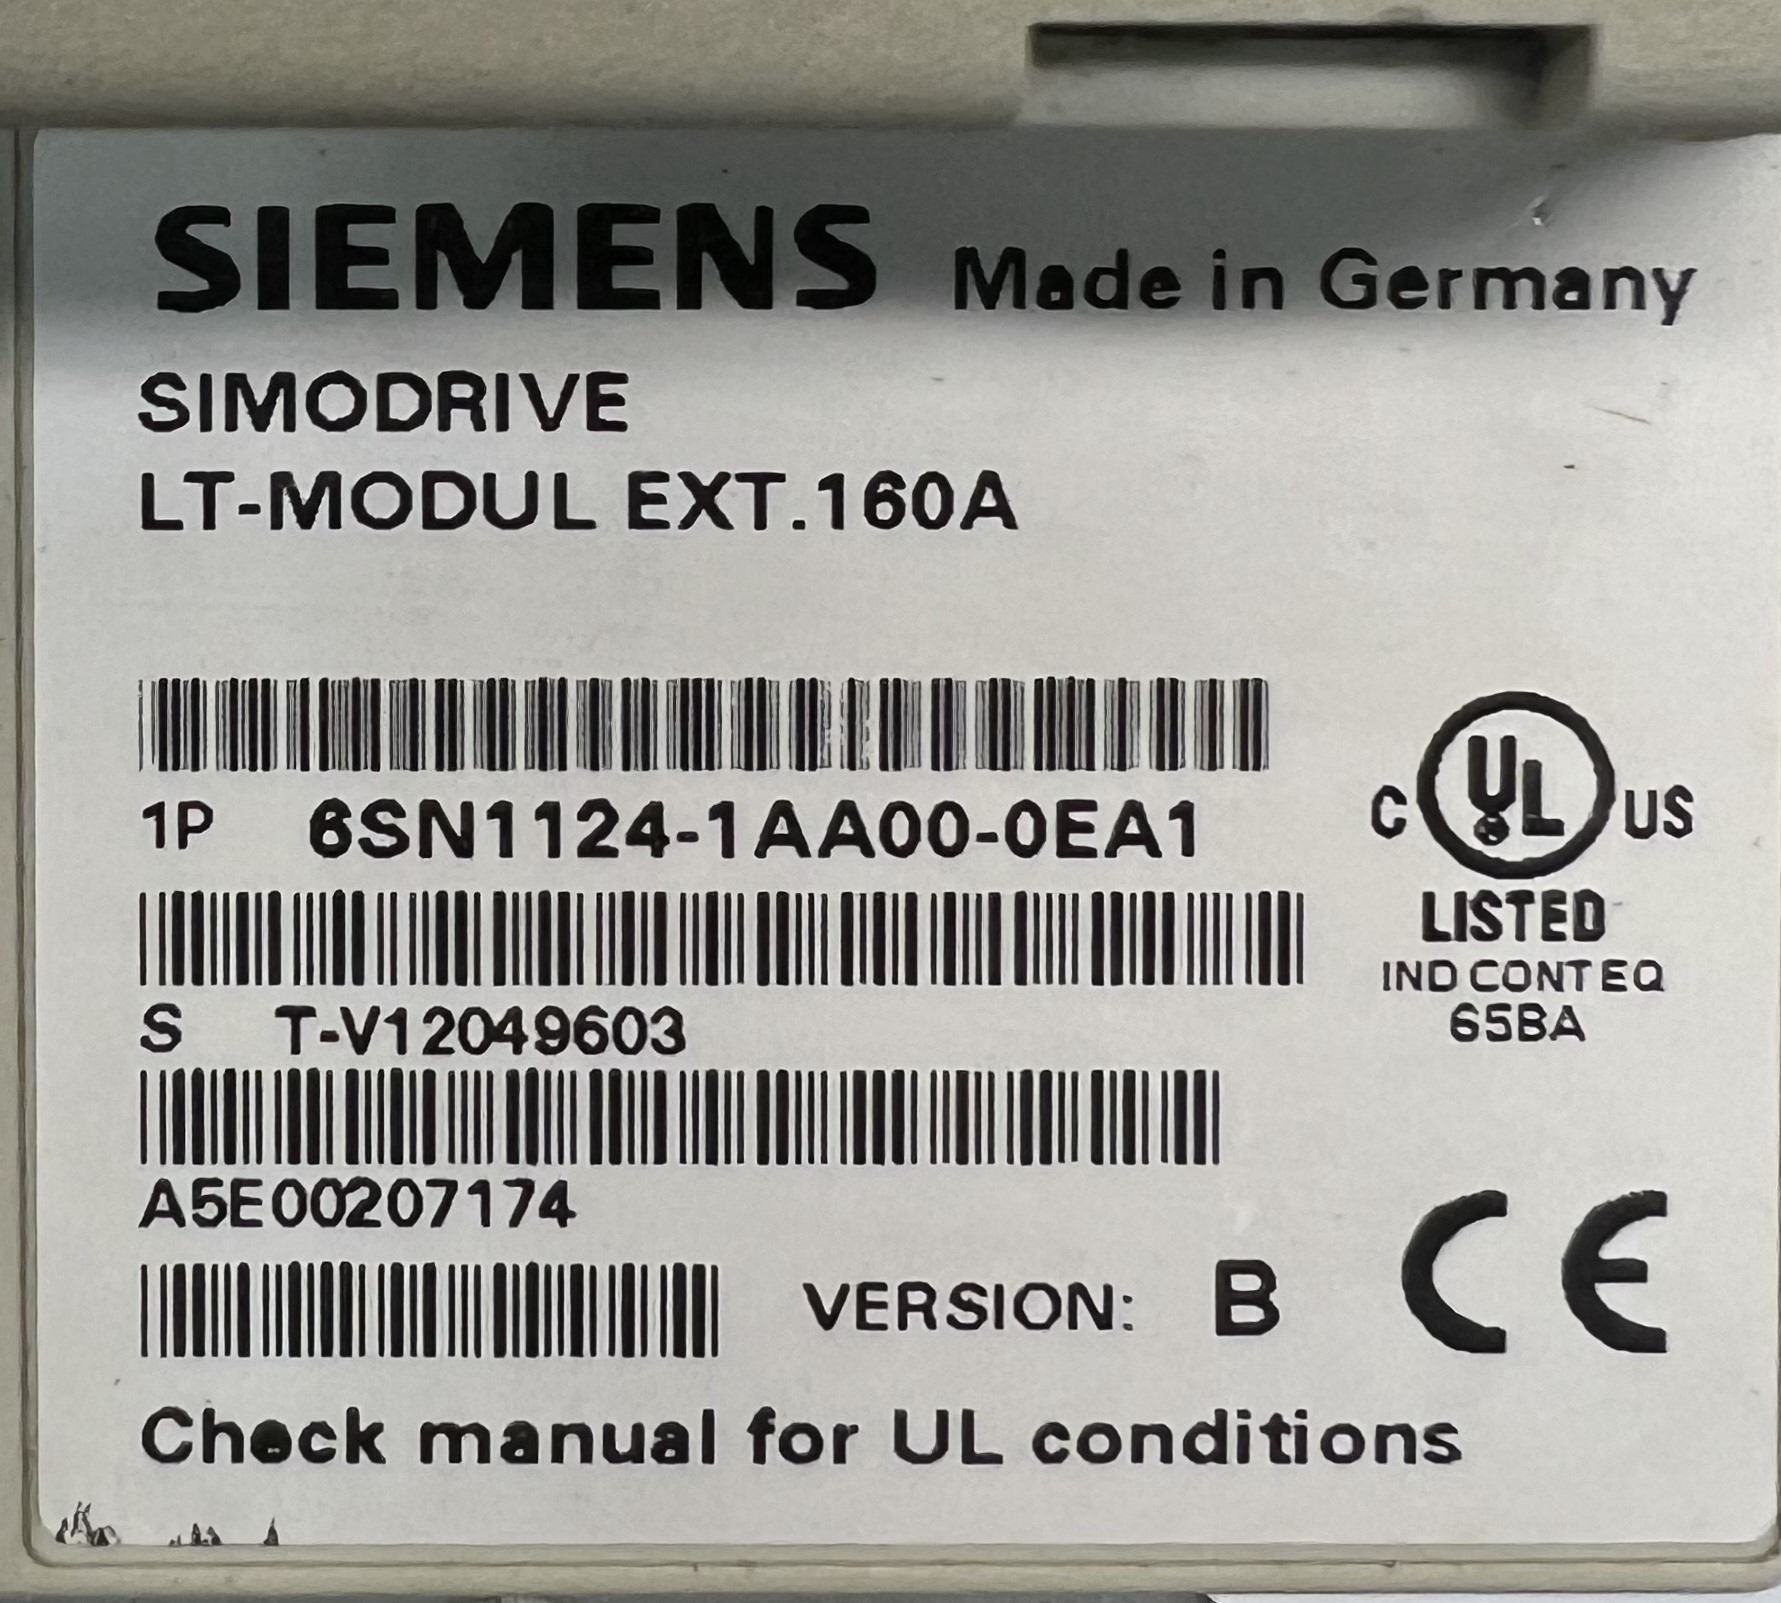 SIEMENS Made in Germany
SIMODRIVE
LT-MODUL EXT.160A
1P 6SN1124-1AA00-0EA1
C UL US
LISTED
IND CONT EQ
65BA
S T-V12049603
A5E00207174
VERSION: B CE
Check manual for UL conditions